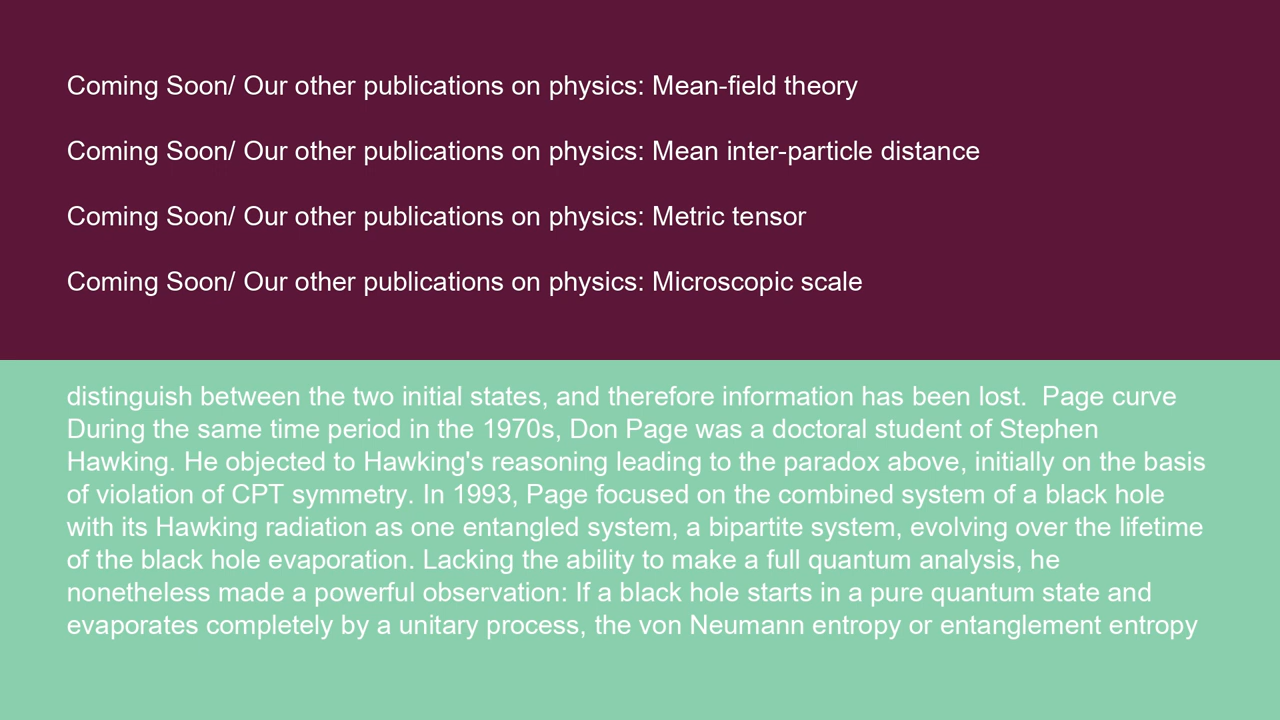 Coming Soon/ Our other publications on physics: Mean-field theory
Coming Soon/ Our other publications on physics: Mean inter-particle distance
Coming Soon/ Our other publications on physics: Metric tensor
Coming Soon/ Our other publications on physics: Microscopic scale
distinguish between the two initial states, and therefore information has been lost.  Page curve
During the same time period in the 1970s, Don Page was a doctoral student of Stephen
Hawking. He objected to Hawking's reasoning leading to the paradox above, initially on the basis
of violation of CPT symmetry. In 1993, Page focused on the combined system of a black hole
with its Hawking radiation as one entangled system, a bipartite system, evolving over the lifetime
of the black hole evaporation. Lacking the ability to make a full quantum analysis, he
nonetheless made a powerful observation: If a black hole starts in a pure quantum state and
evaporates completely by a unitary process, the von Neumann entropy or entanglement entropy